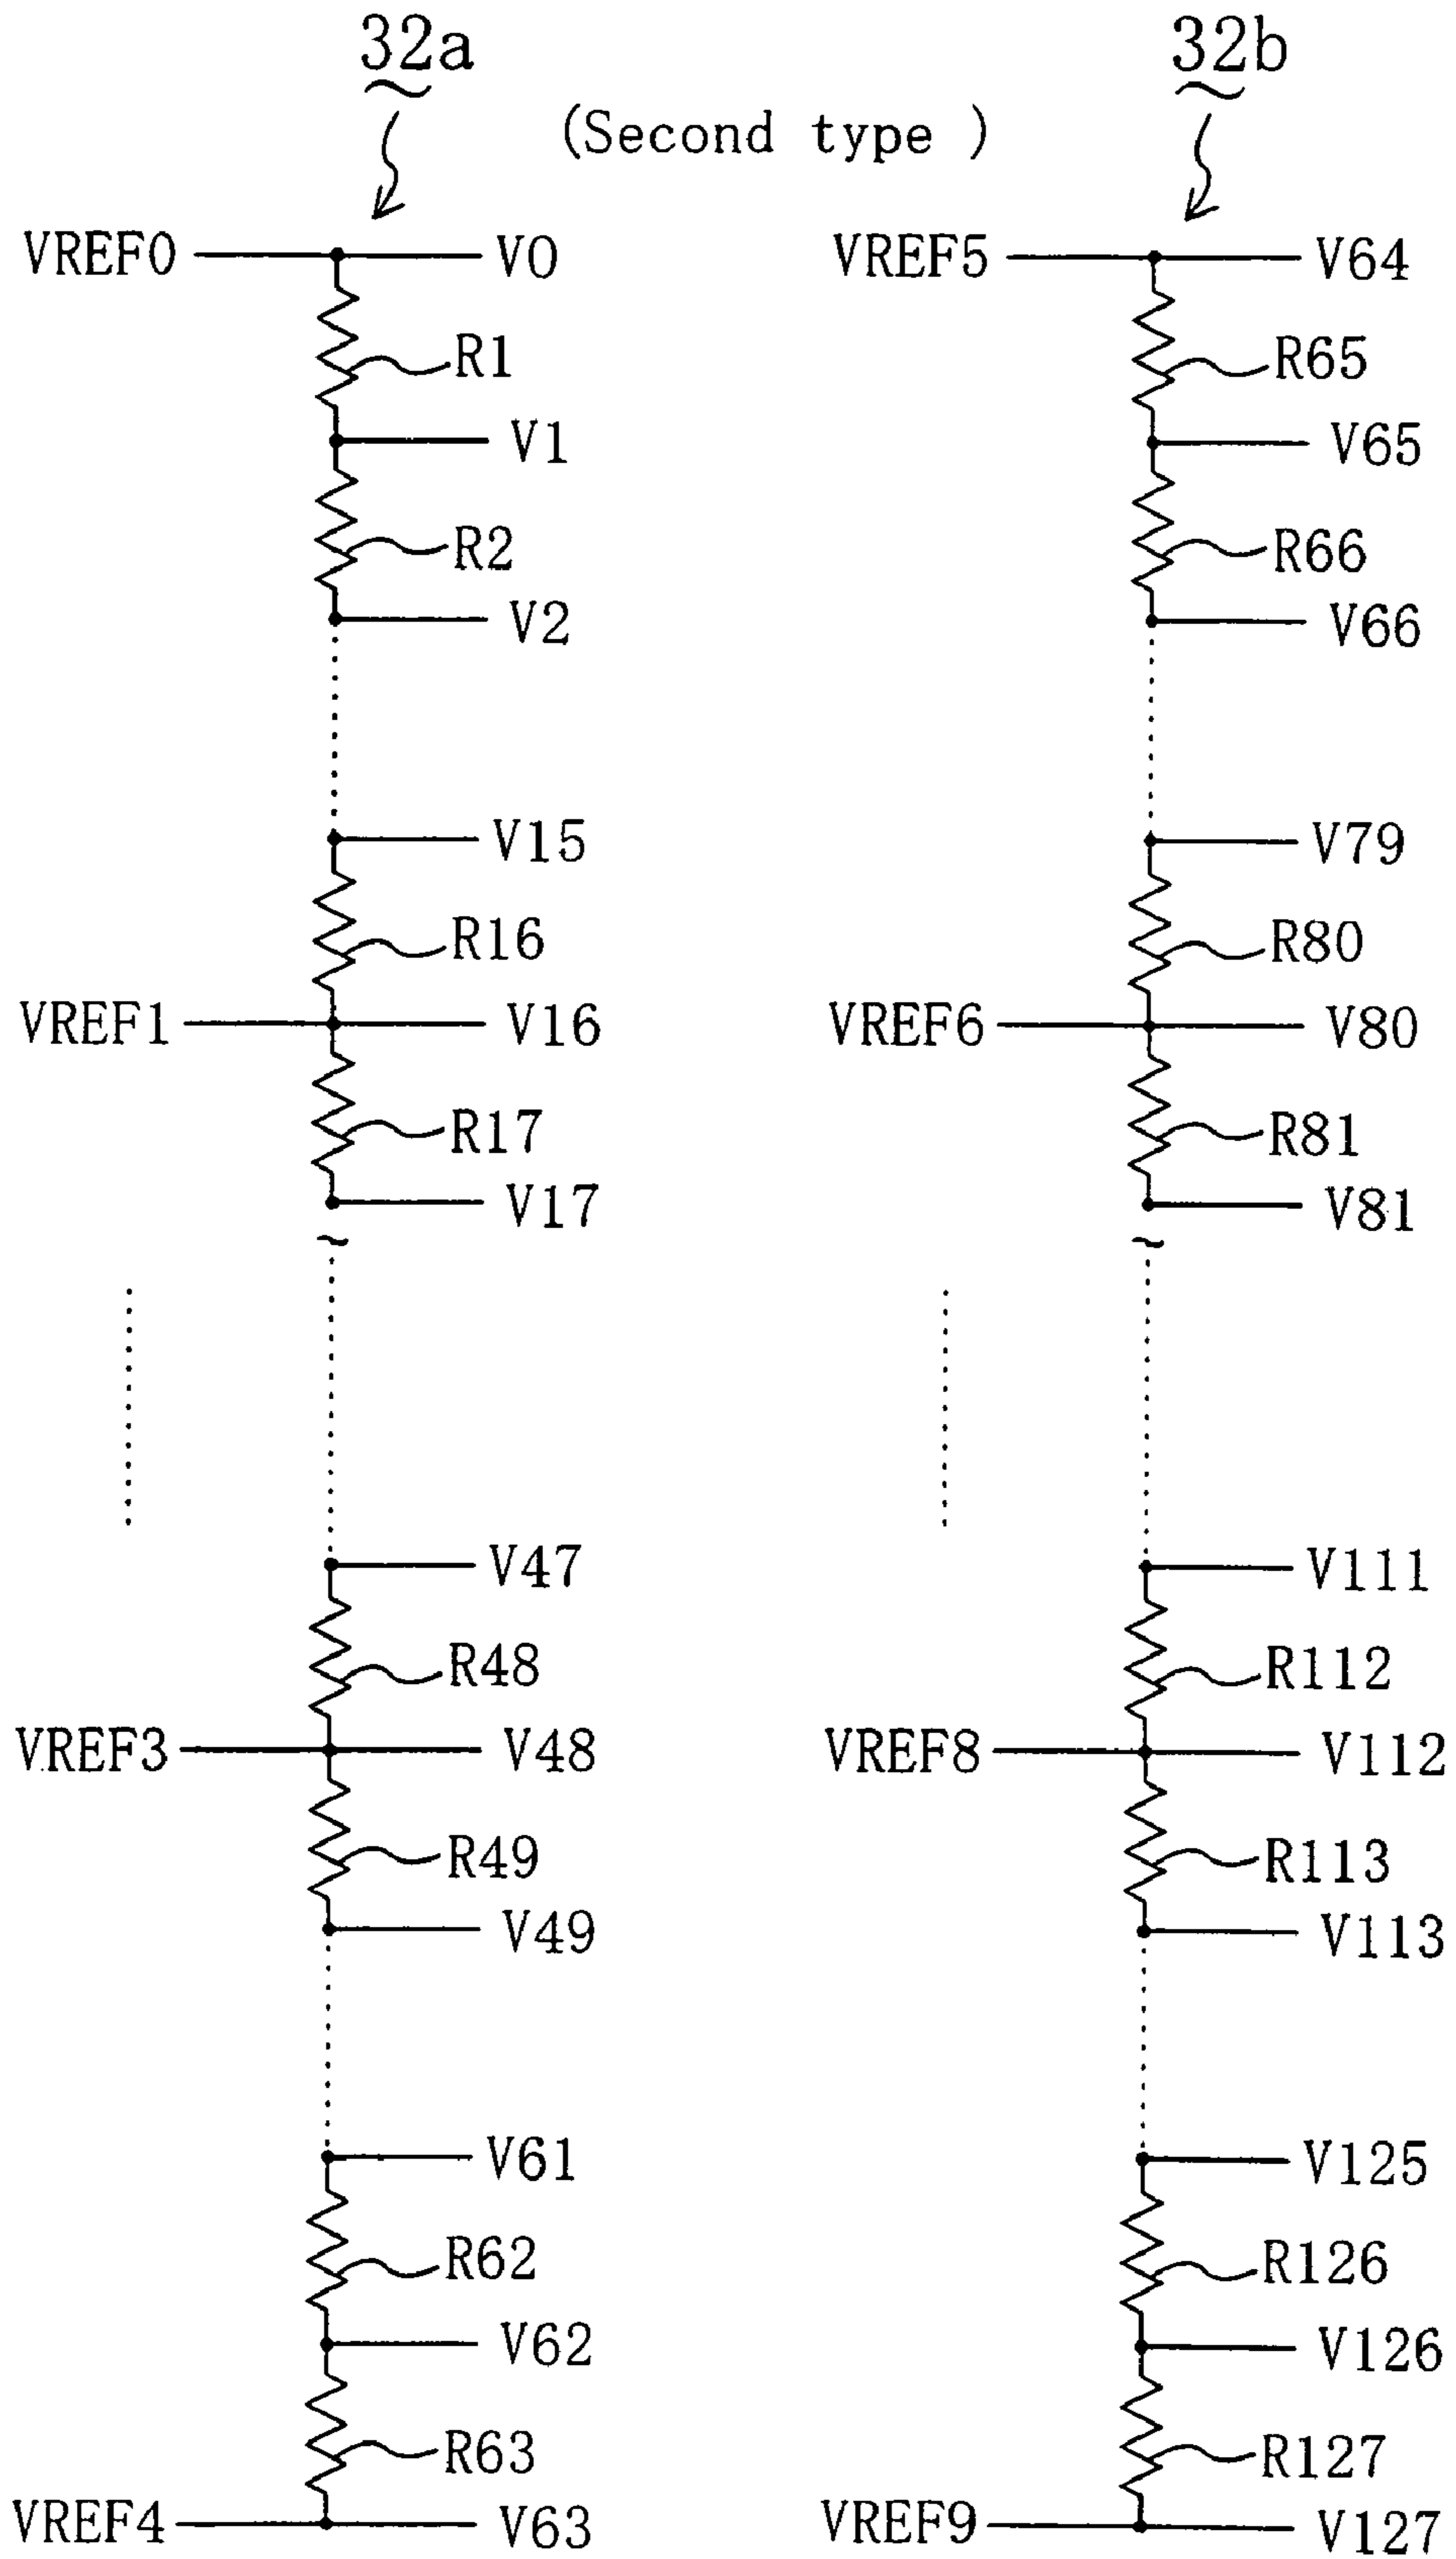 32a
32b
(Second type )
VREF0
V0
R1
V1
R2
V2
V15
R16
VREF1
V16
R17
V17
V47
R48
VREF3
V48
R49
V49
V61
R62
V62
R63
VREF4
V63
VREF5
V64
R65
V65
R66
V66
V79
R80
VREF6
V80
R81
V81
V111
R112
VREF8
V112
R113
V113
V125
R126
V126
R127
VREF9
V127